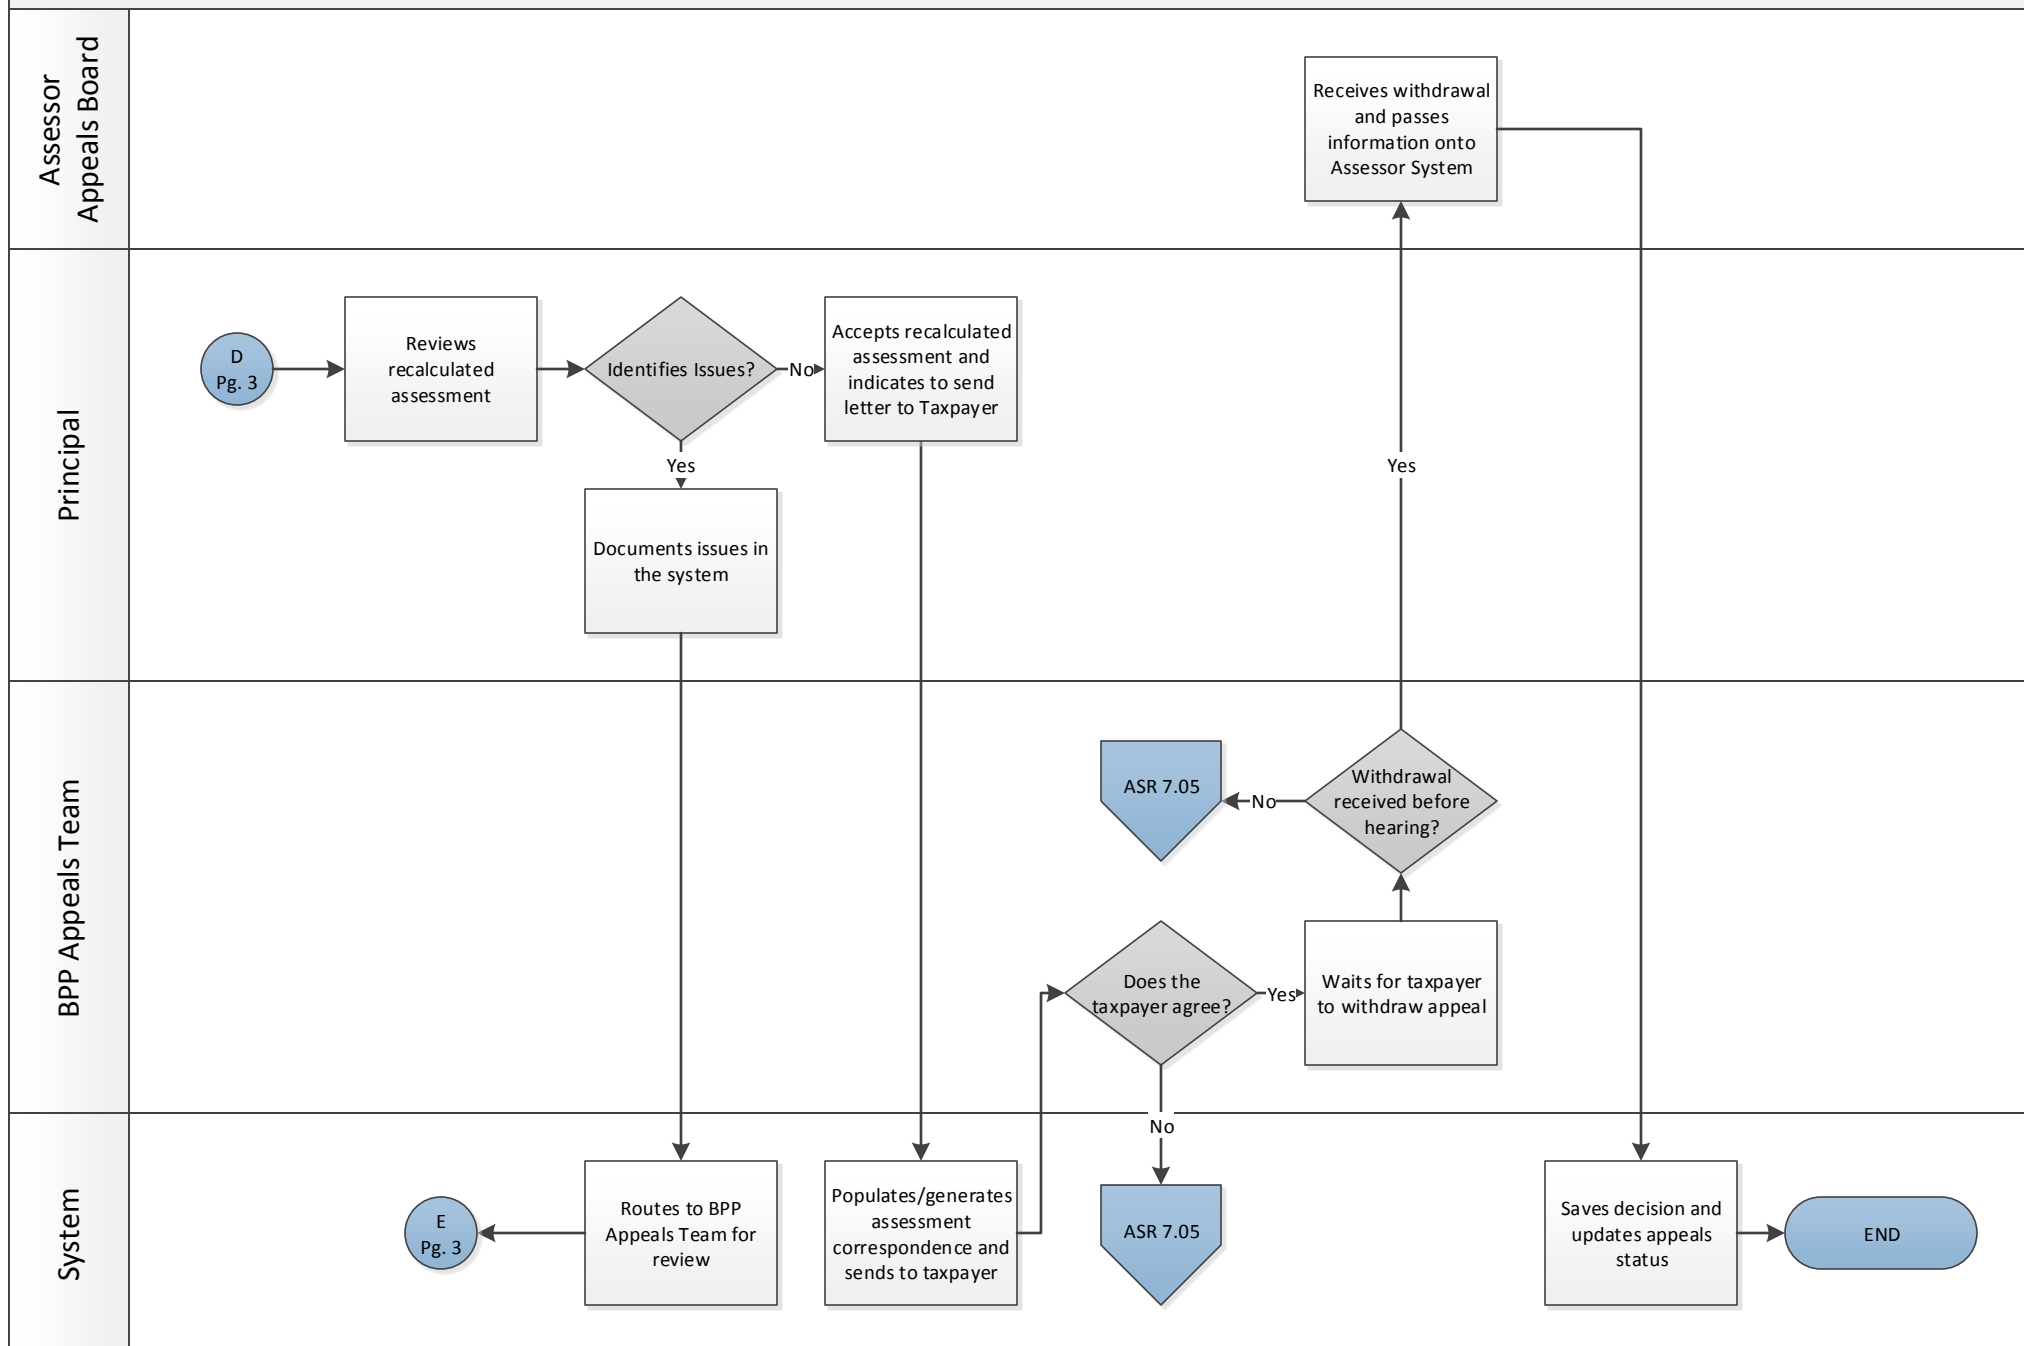 Assessor
Appeals Board
Receives withdrawal
and passes
information onto
Assessor System
Principal
D
Pg. 3
Reviews
recalculated
assessment
Identifies Issues?
No
Accepts recalculated
assessment and
indicates to send
letter to Taxpayer
Yes
Yes
Documents issues in
the system
BPP Appeals Team
ASR 7.05
No
Withdrawal
received before
hearing?
Does the
taxpayer agree?
Yes
Waits for taxpayer
to withdraw appeal
No
System
E
Pg. 3
Routes to BPP
Appeals Team for
review
Populates/generates
assessment
correspondence and
sends to taxpayer
ASR 7.05
Saves decision and
updates appeals
status
END